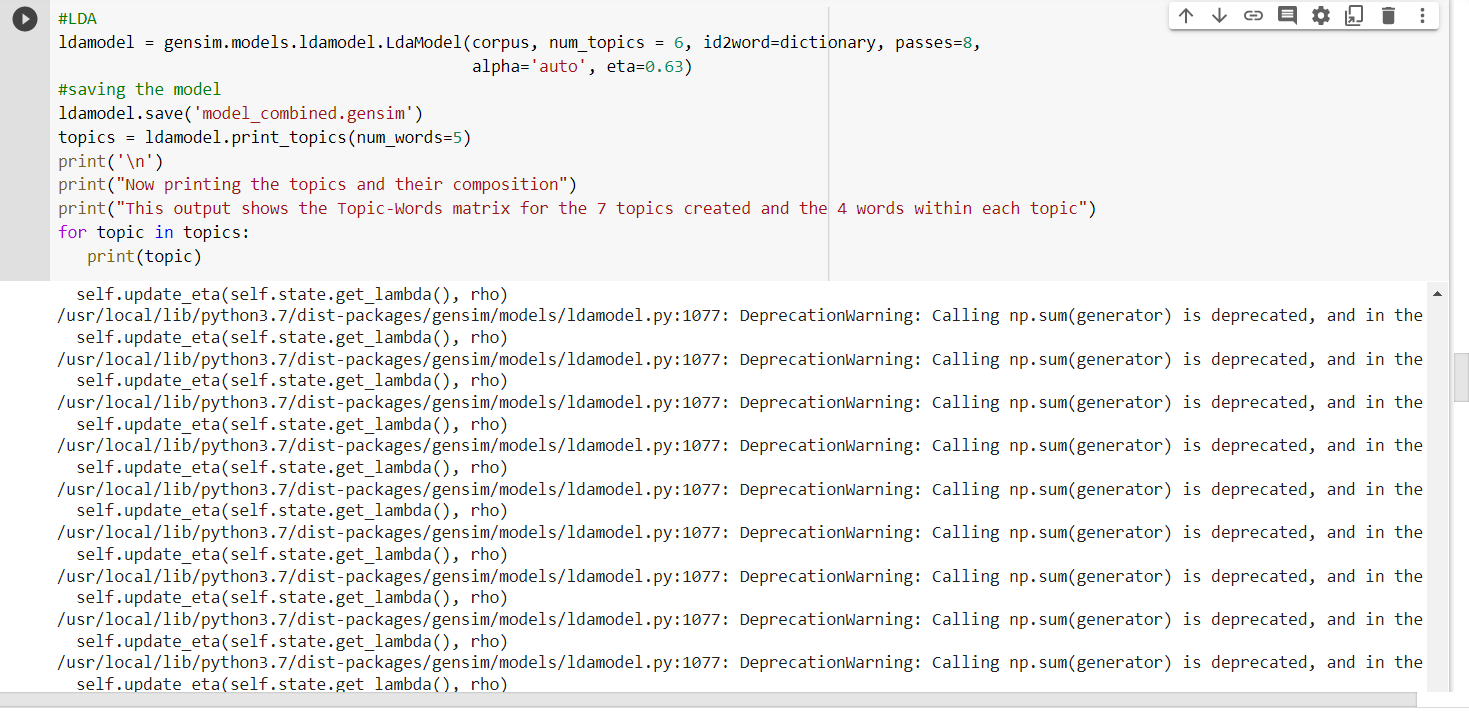 #LDA
ldamodel = gensim.models.ldamodel.LdaModel(corpus, num_topics = 6, id2word=dictionary, passes=8,
                                           alpha='auto', eta=0.63)
#saving the model
ldamodel.save('model_combined.gensim')
topics = ldamodel.print_topics(num_words=5)
print('\n')
print("Now printing the topics and their composition")
print("This output shows the Topic-Words matrix for the 7 topics created and the 4 words within each topic")
for topic in topics:
   print(topic)
  self.update_eta(self.state.get_lambda(), rho)
/usr/local/lib/python3.7/dist-packages/gensim/models/ldamodel.py:1077: DeprecationWarning: Calling np.sum(generator) is deprecated, and in the
  self.update_eta(self.state.get_lambda(), rho)
/usr/local/lib/python3.7/dist-packages/gensim/models/ldamodel.py:1077: DeprecationWarning: Calling np.sum(generator) is deprecated, and in the
  self.update_eta(self.state.get_lambda(), rho)
/usr/local/lib/python3.7/dist-packages/gensim/models/ldamodel.py:1077: DeprecationWarning: Calling np.sum(generator) is deprecated, and in the
  self.update_eta(self.state.get_lambda(), rho)
/usr/local/lib/python3.7/dist-packages/gensim/models/ldamodel.py:1077: DeprecationWarning: Calling np.sum(generator) is deprecated, and in the
  self.update_eta(self.state.get_lambda(), rho)
/usr/local/lib/python3.7/dist-packages/gensim/models/ldamodel.py:1077: DeprecationWarning: Calling np.sum(generator) is deprecated, and in the
  self.update_eta(self.state.get_lambda(), rho)
/usr/local/lib/python3.7/dist-packages/gensim/models/ldamodel.py:1077: DeprecationWarning: Calling np.sum(generator) is deprecated, and in the
  self.update_eta(self.state.get_lambda(), rho)
/usr/local/lib/python3.7/dist-packages/gensim/models/ldamodel.py:1077: DeprecationWarning: Calling np.sum(generator) is deprecated, and in the
  self.update_eta(self.state.get_lambda(), rho)
/usr/local/lib/python3.7/dist-packages/gensim/models/ldamodel.py:1077: DeprecationWarning: Calling np.sum(generator) is deprecated, and in the
  self.update_eta(self.state.get_lambda(), rho)
/usr/local/lib/python3.7/dist-packages/gensim/models/ldamodel.py:1077: DeprecationWarning: Calling np.sum(generator) is deprecated, and in the
  self.update_eta(self.state.get_lambda(), rho)